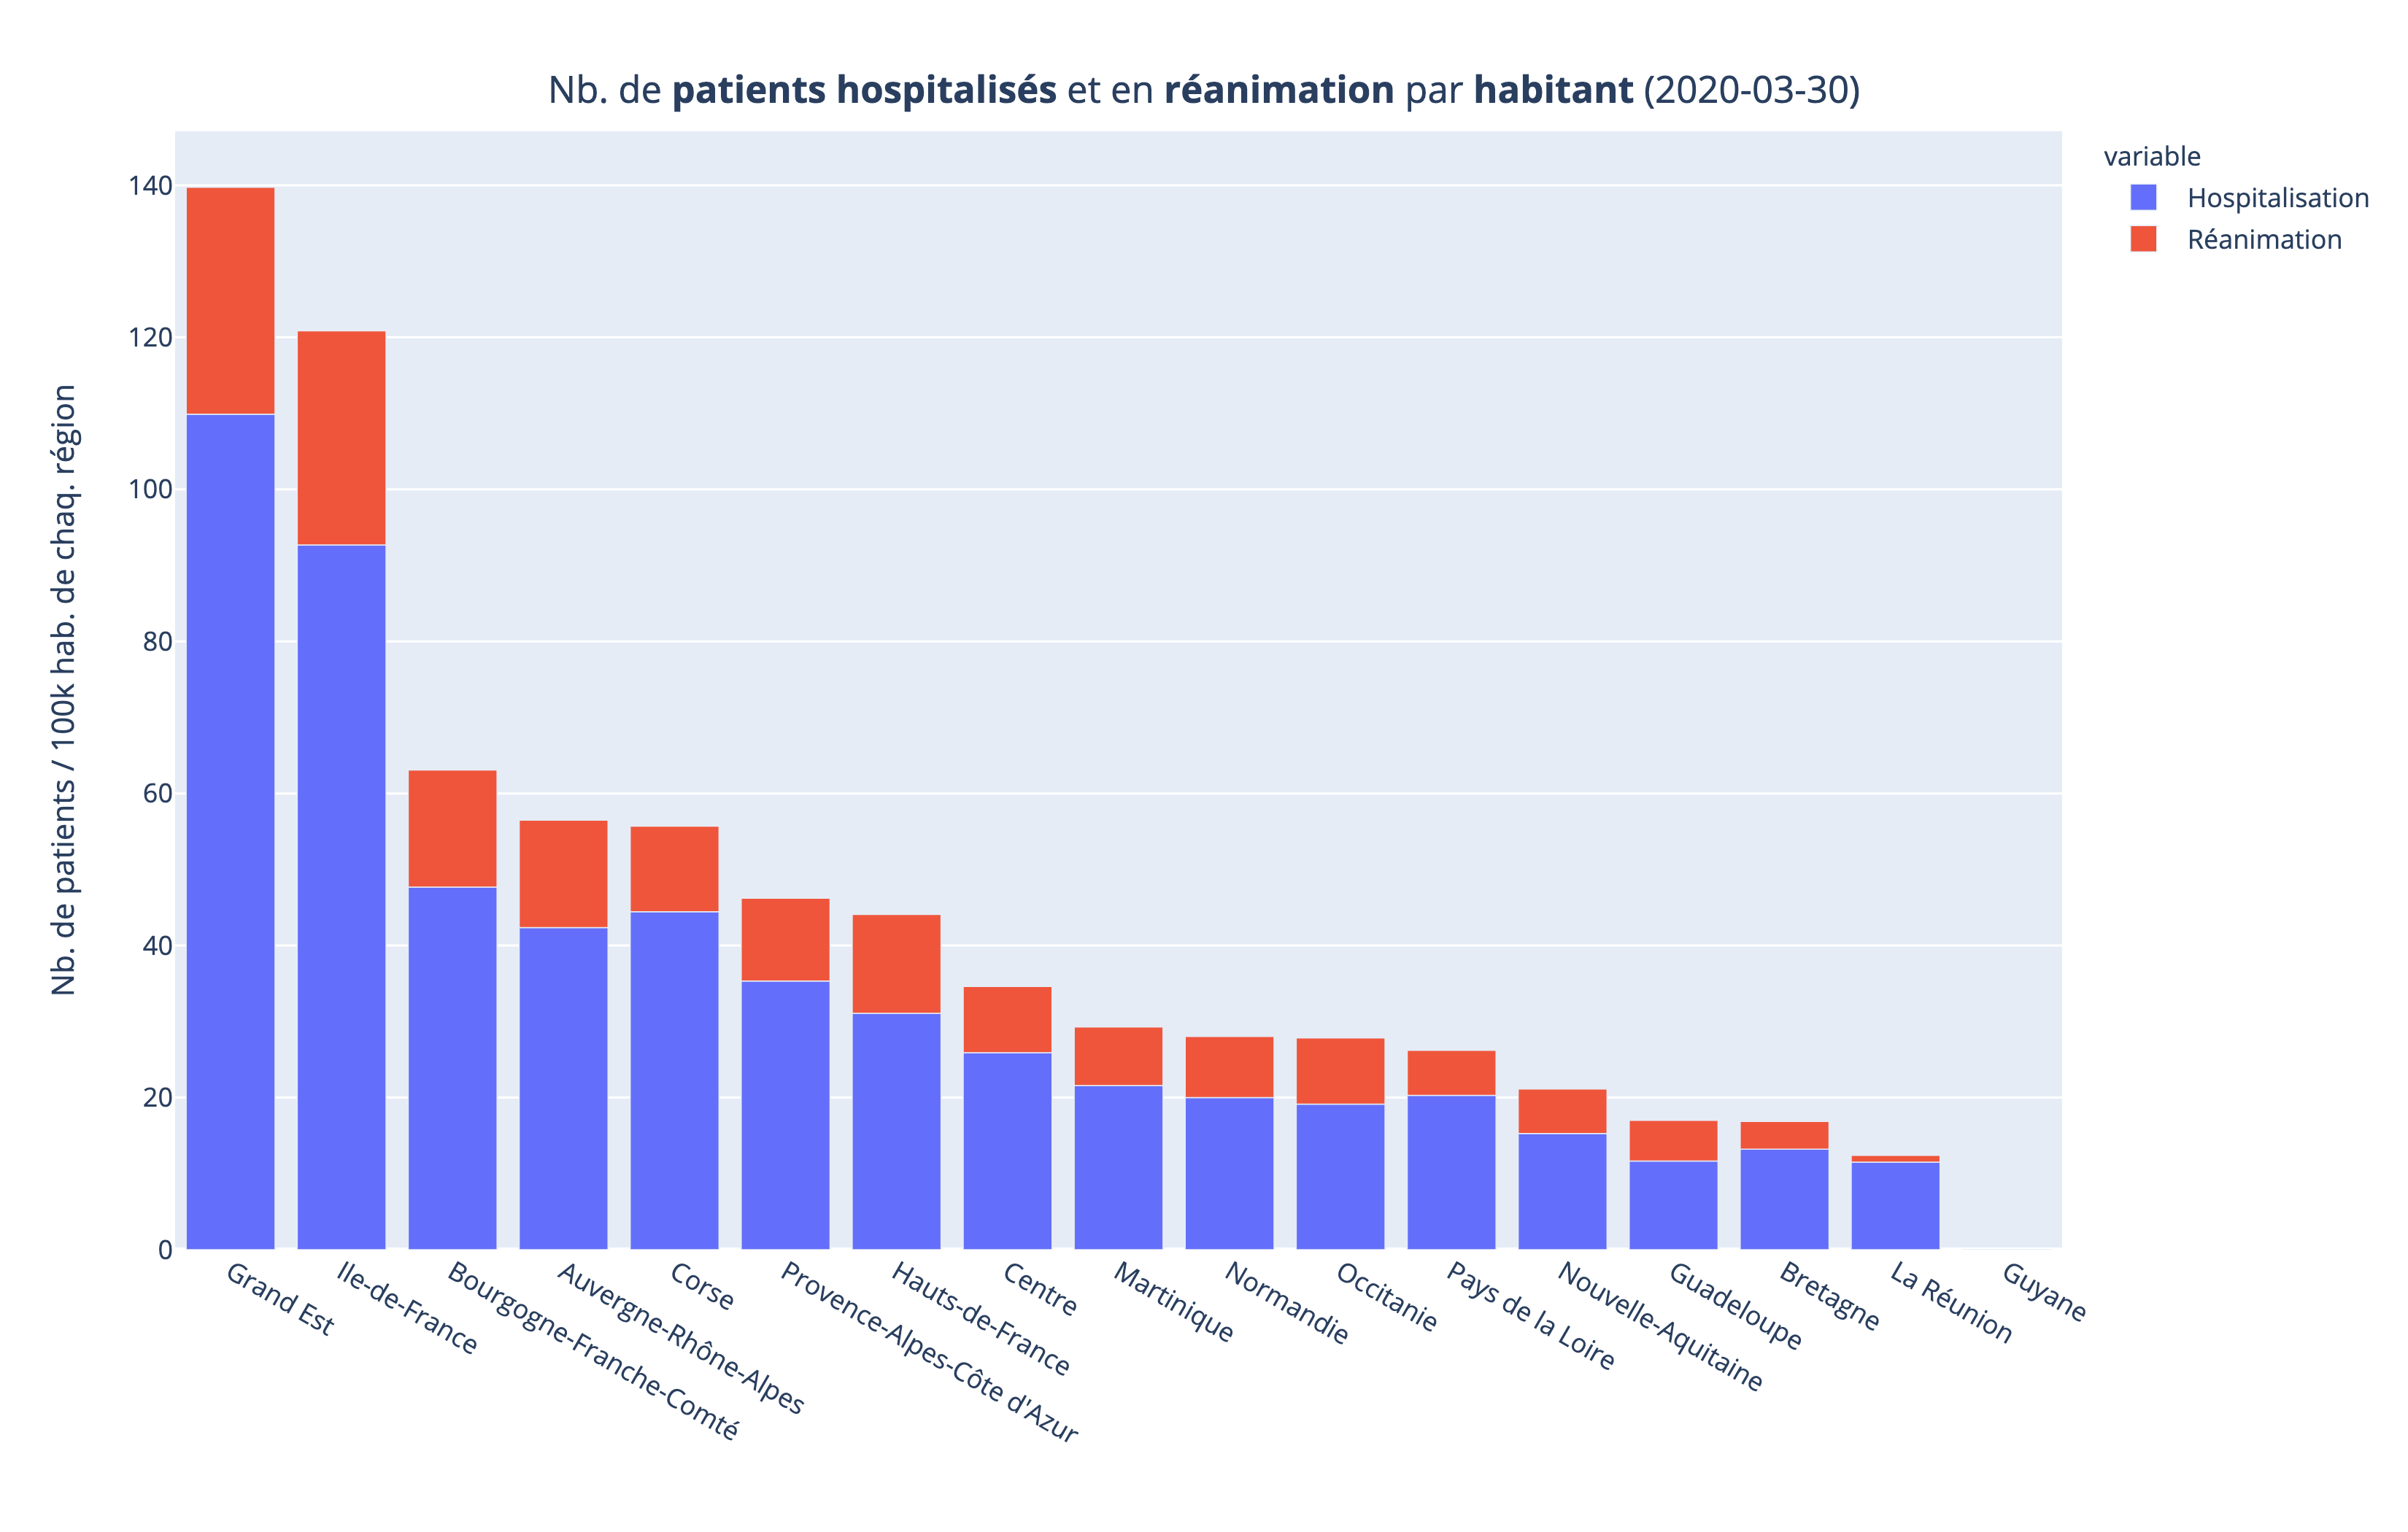 Nb. de patients hospitalisés et en réanimation par habitant (2020-03-30)
variable
Hospitalisation
Réanimation
Nb. de patients / 100k hab. de chaq. région
140
120
100
80
60
40
20
0
Grand Est
Ile-de-France
Bourgogne-Franche-Comté
Auvergne-Rhône-Alpes
Corse
Provence-Alpes-Côte d'Azur
Hauts-de-France
Centre
Martinique
Normandie
Occitanie
Pays de la Loire
Nouvelle-Aquitaine
Guadeloupe
Bretagne
La Réunion
Guyane